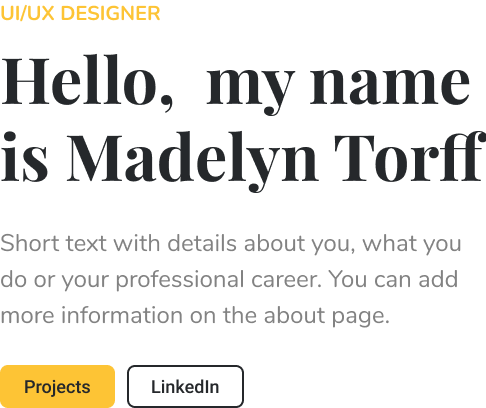 UI/UX DESIGNER
Hello,  my name
is Madelyn Torff
Short text with details about you, what you
do or your professional career. You can add
more information on the about page.
Projects
LinkedIn